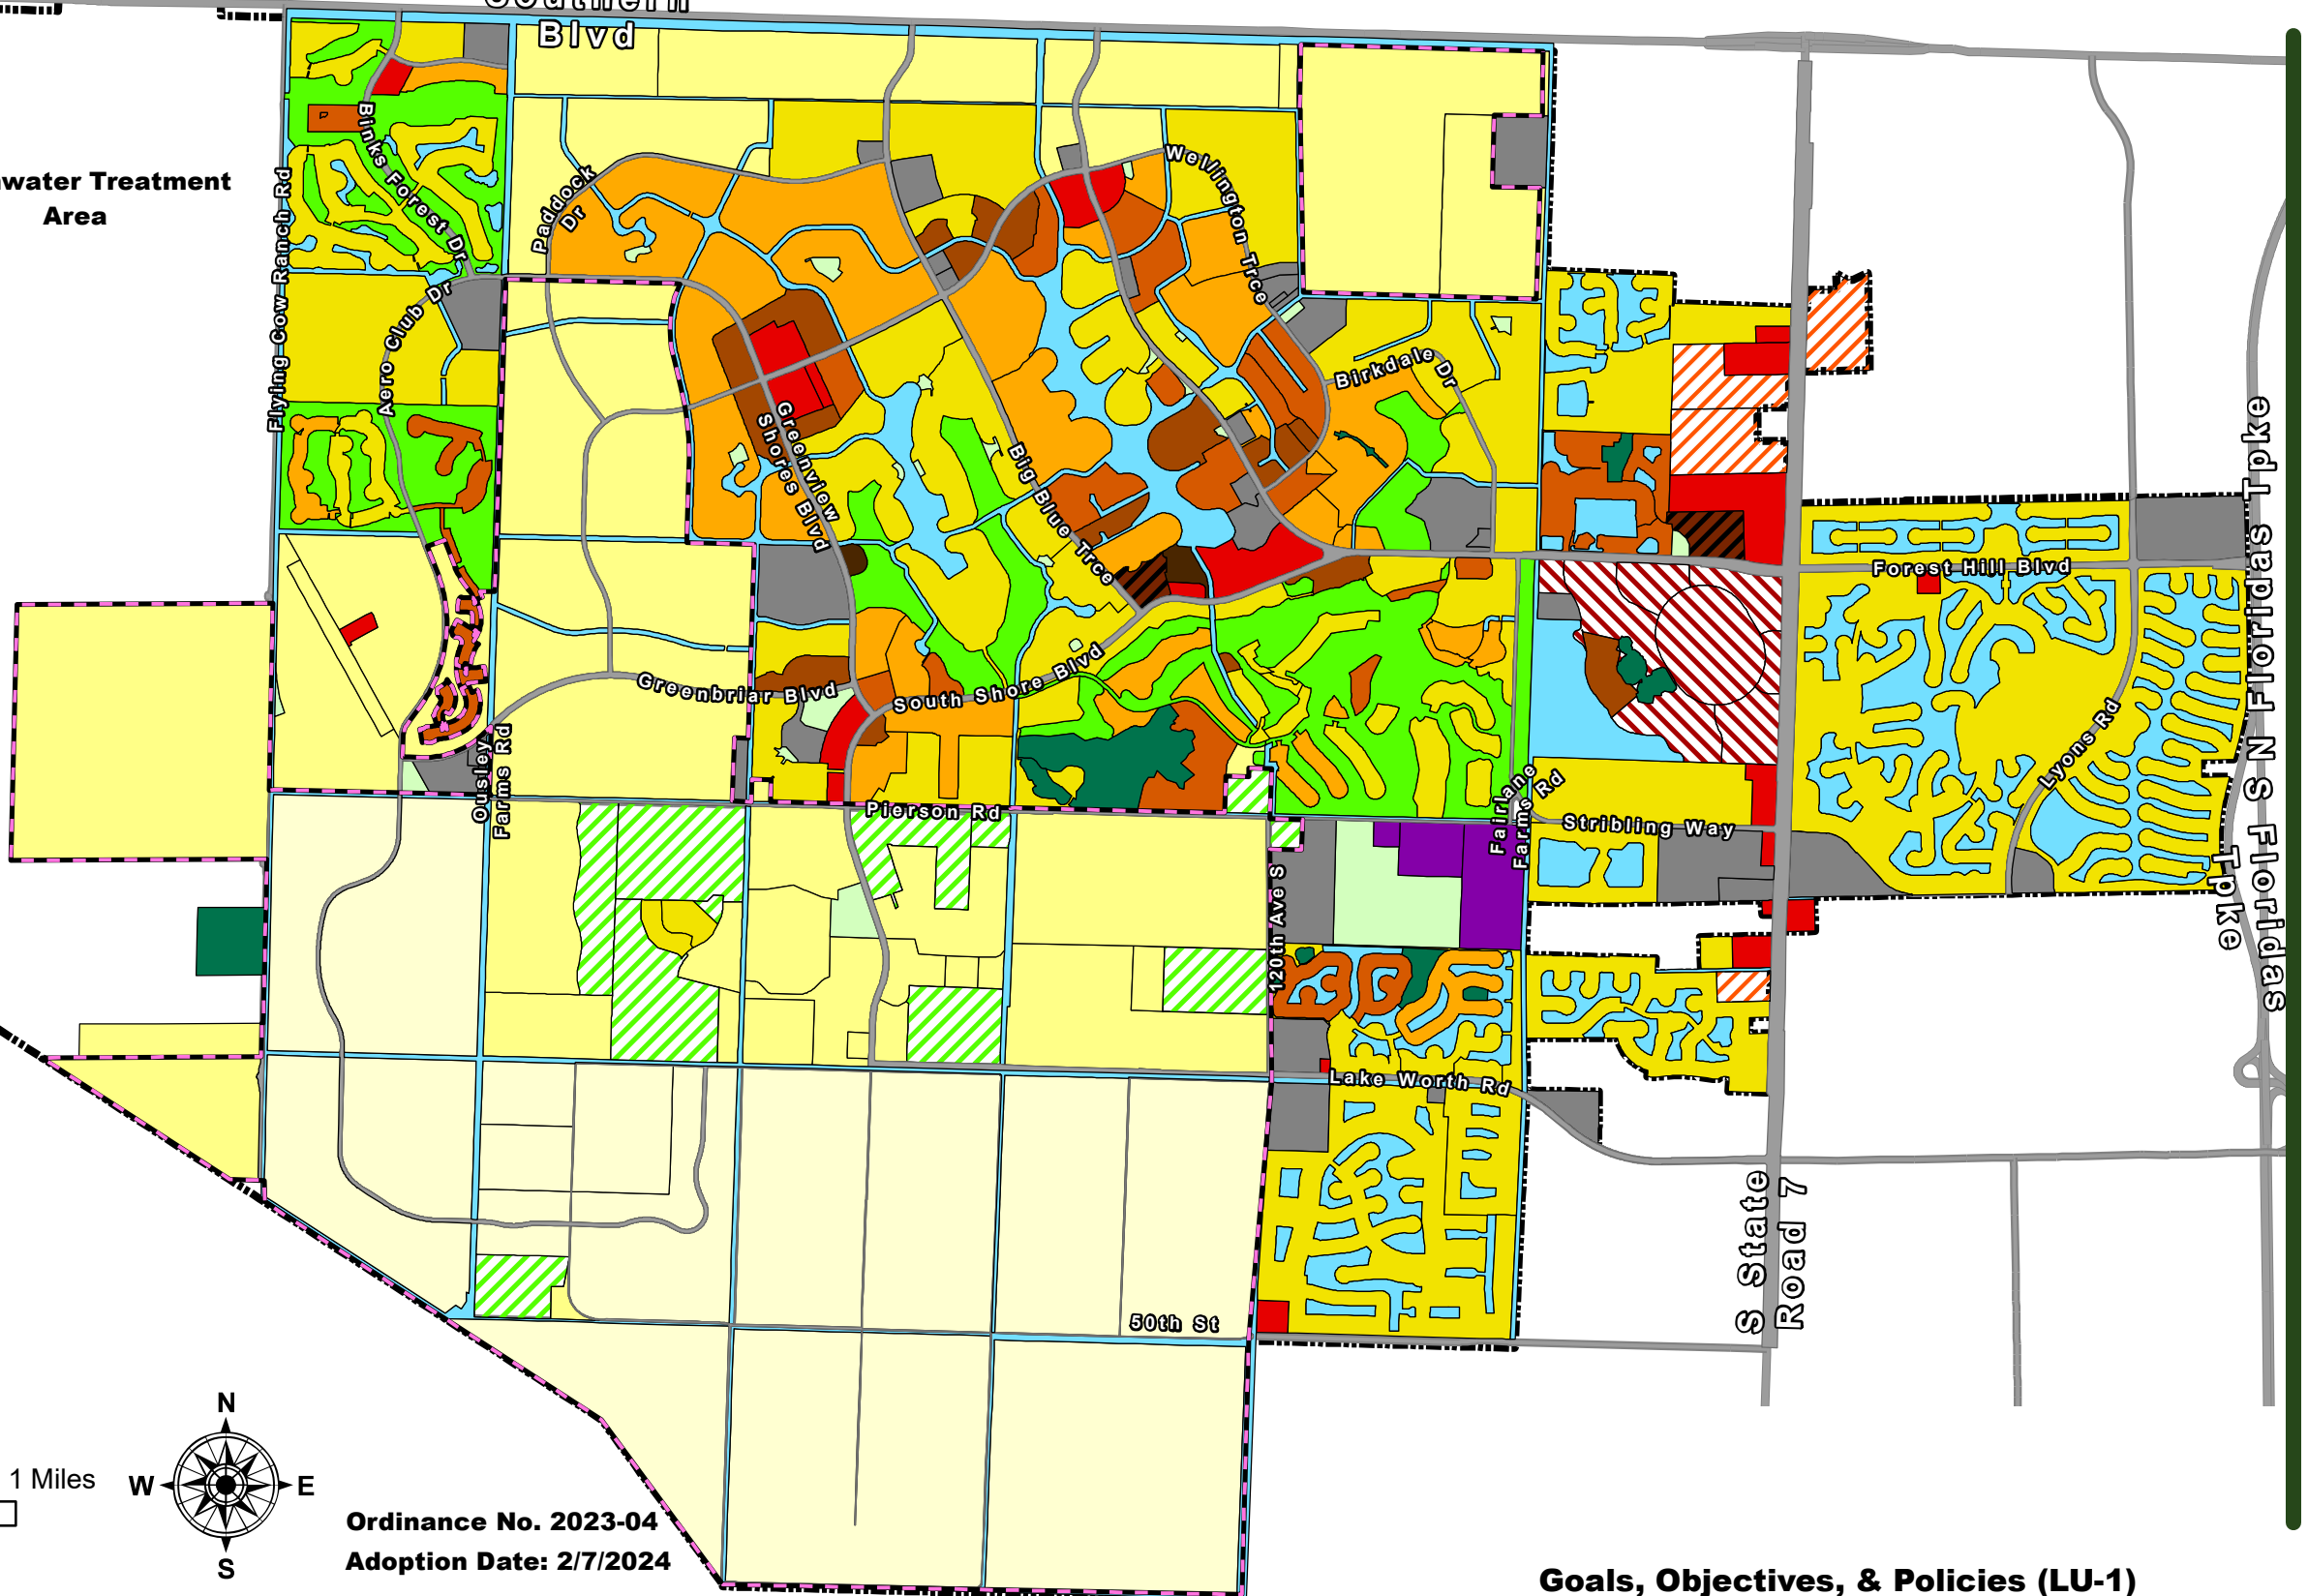 Southern
Blvd
Treatment
Area
Flying Cow Ranch Rd
Binks Forest Dr
Paddock
Dr
Wellington Trce
Aero Club Dr
Birkdale Dr
Greenview
Shores Blvd
Big Blue Trce
Forest Hill Blvd
S N Floridas Tpke
S Floridas
Tpke
Greenbriar Blvd
South Shore Blvd
Ousley
Farms Rd
Pierson Rd
Fairlane
Farms Rd
Stribling Way
Lyons Rd
120th Ave S
Lake Worth Rd
S State
Road 7
50th St
N
W
E
S
1 Miles
Ordinance No. 2023-04
Adoption Date: 2/7/2024
Goals, Objectives, & Policies (LU-1)